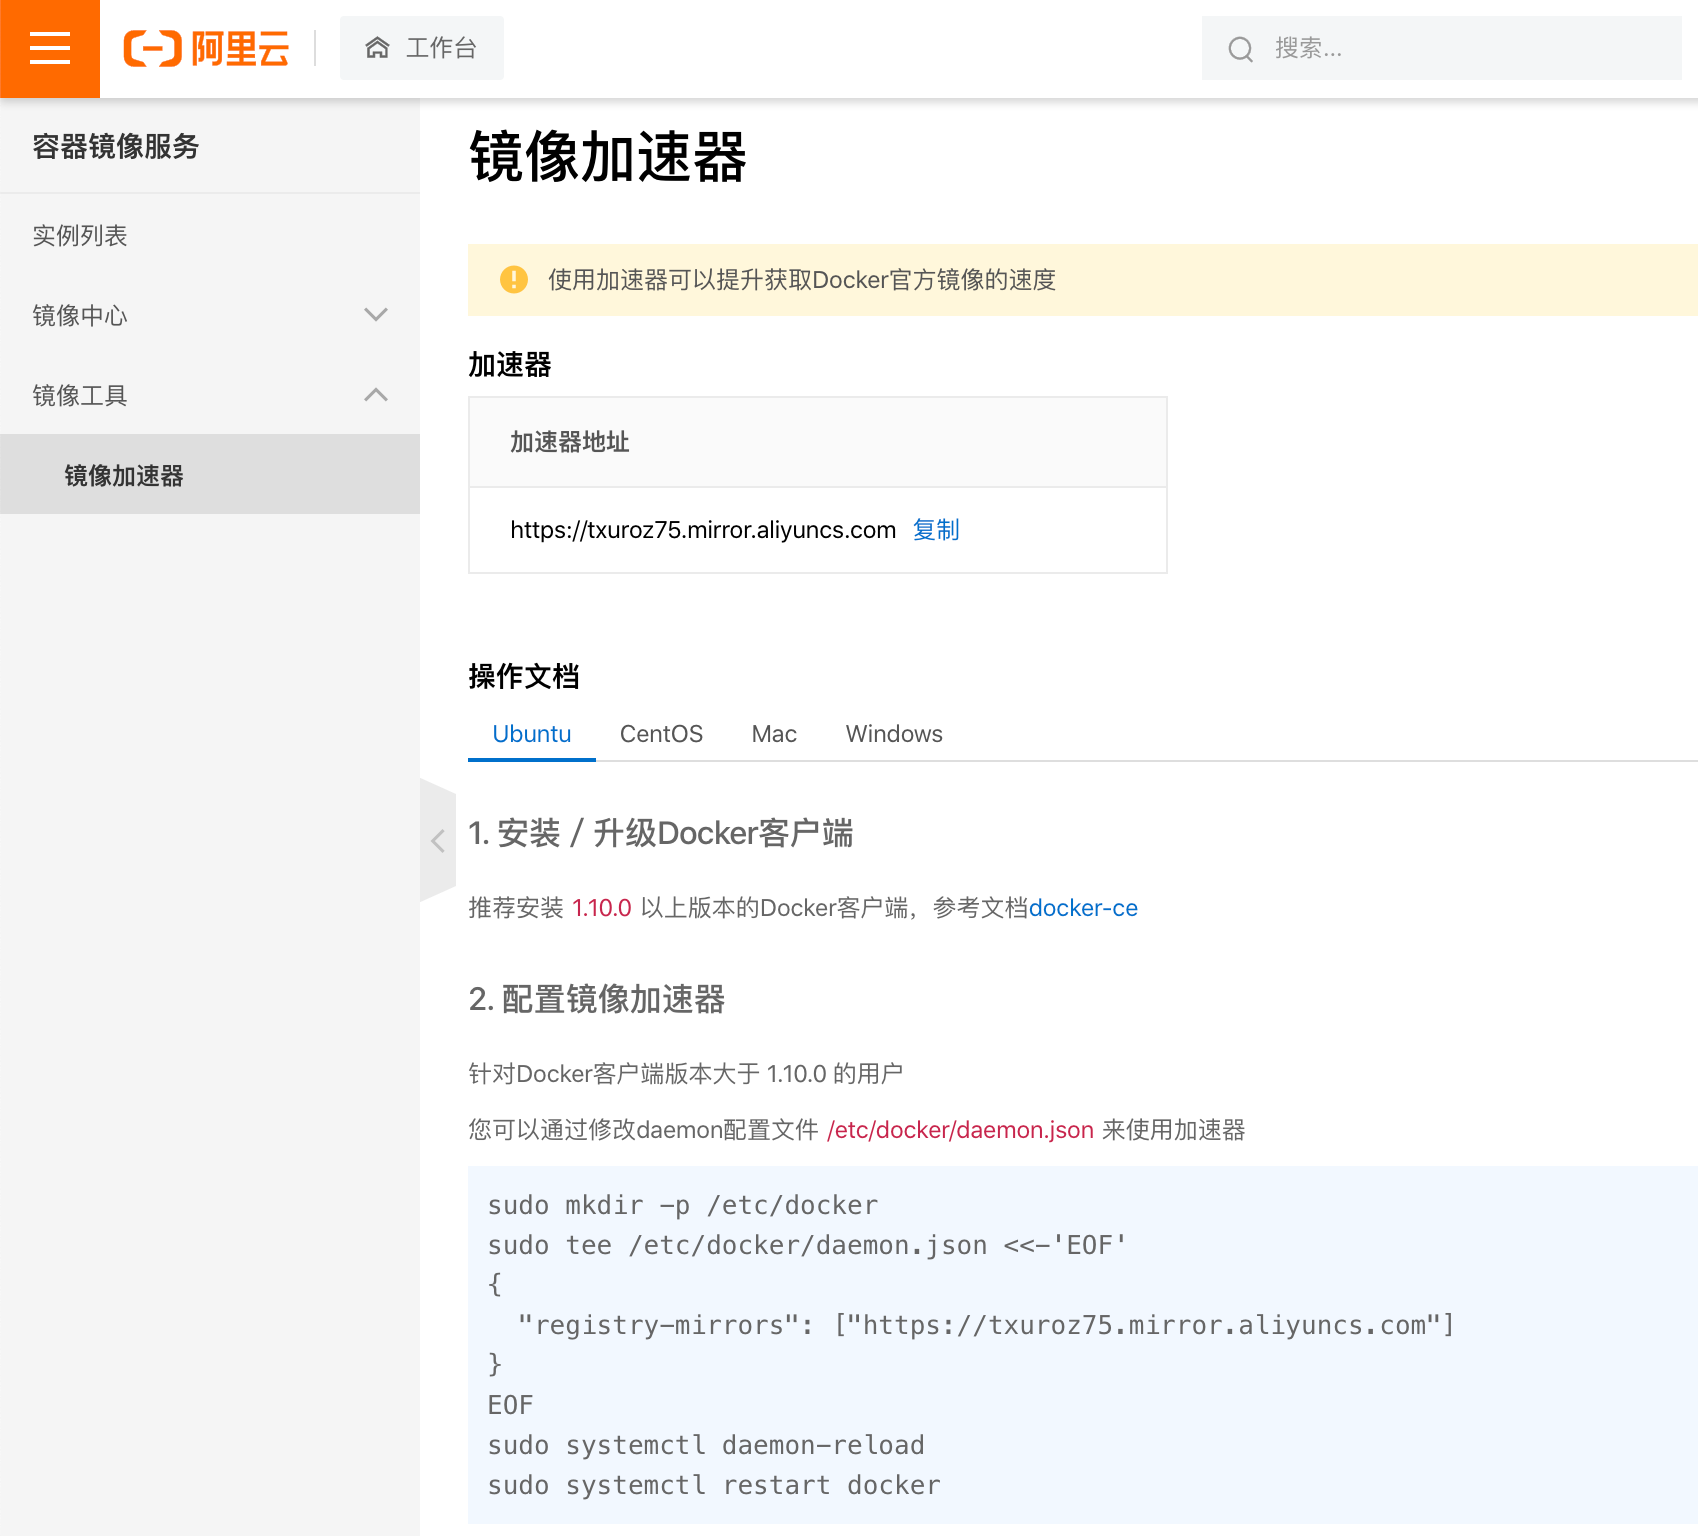 阿里云
工作台
搜索...
容器镜像服务
实例列表
镜像中心
镜像工具
镜像加速器
镜像加速器
使用加速器可以提升获取Docker官方镜像的速度
加速器
加速器地址
https://txuroz75.mirror.aliyuncs.com 复制
操作文档
Ubuntu CentOS Mac Windows
1. 安装 / 升级Docker客户端
推荐安装 1.10.0 以上版本的Docker客户端，参考文档docker-ce
2. 配置镜像加速器
针对Docker客户端版本大于 1.10.0 的用户
您可以通过修改daemon配置文件 /etc/docker/daemon.json 来使用加速器
sudo mkdir -p /etc/docker
sudo tee /etc/docker/daemon.json <<-'EOF'
{
  "registry-mirrors": ["https://txuroz75.mirror.aliyuncs.com"]
}
EOF
sudo systemctl daemon-reload
sudo systemctl restart docker